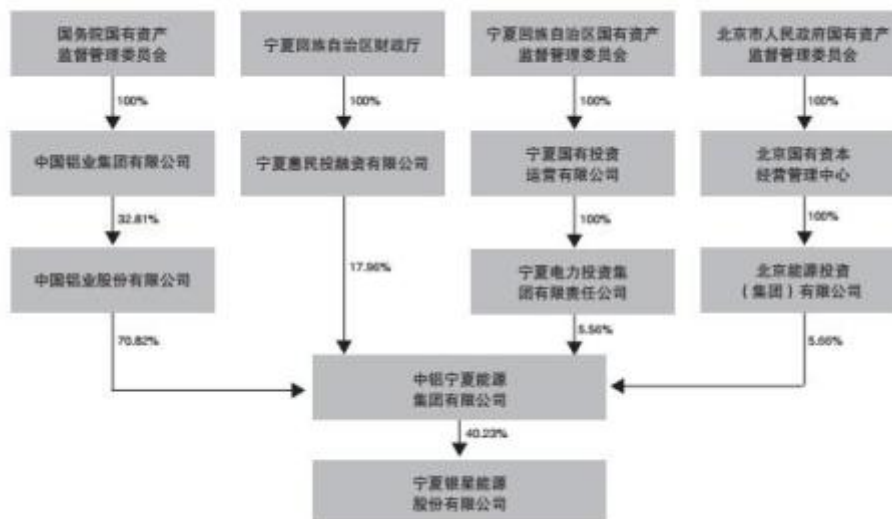 国务院国有资产
监督管理委员会
宁夏回族自治区财政厅
宁夏回族自治区国有资产
监督管理委员会
北京市人民政府国有资产
监督管理委员会
100%
100%
100%
100%
中国铝业集团有限公司
宁夏惠民投融资有限公司
宁夏国有投资
运营有限公司
北京国有资本
经营管理中心
32.81%
17.96%
100%
100%
中国铝业股份有限公司
宁夏电力投资集
团有限责任公司
北京能源投资
（集团）有限公司
70.82%
5.56%
5.66%
中铝宁夏能源
集团有限公司
40.23%
宁夏银星能源
股份有限公司